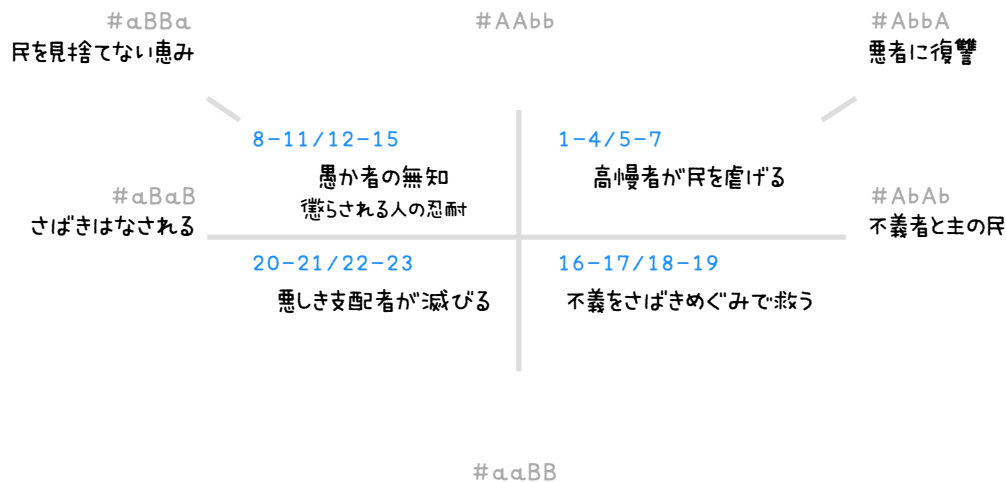 #aBBa
民を見捨てない恵み
#AAbb
#AbbA
悪者に復讐
8-11/12-15
愚か者の無知
懲らされる人の忍耐
1-4/5-7
高慢者が民を虐げる
#aBaB
さばきはなされる
#AbAb
不義者と主の民
20-21/22-23
悪しき支配者が滅びる
16-17/18-19
不義をさばきめぐみで救う
#aaBB